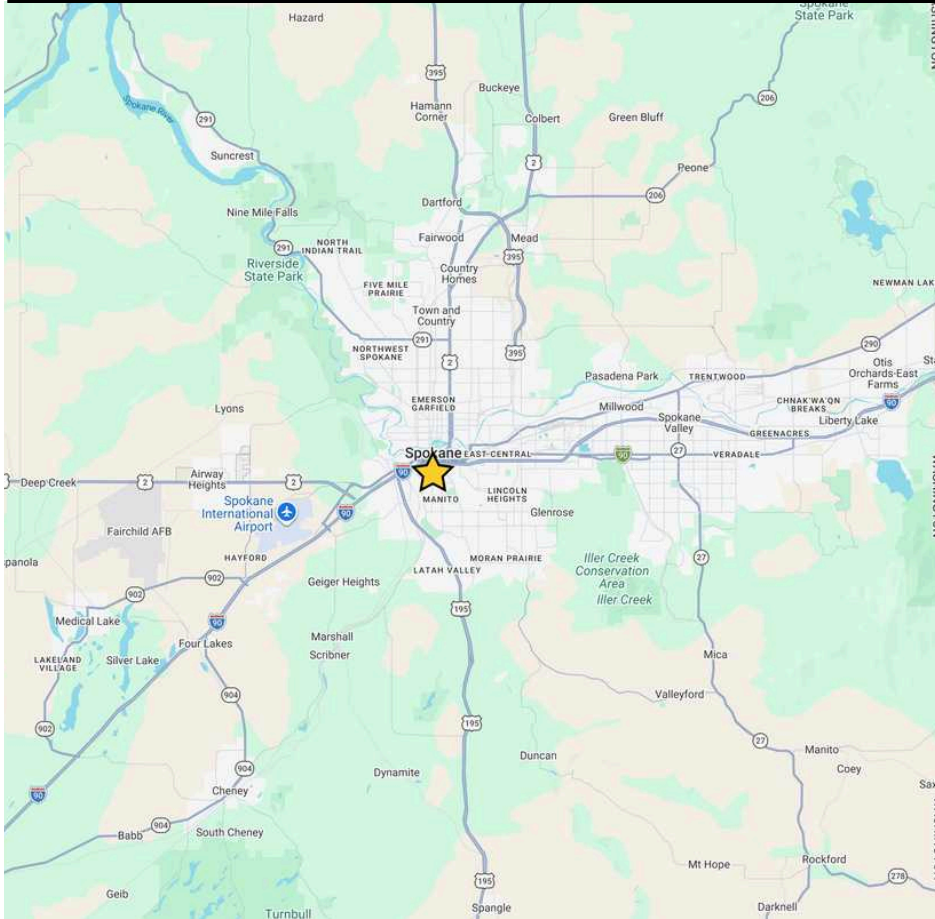 Hazard
Spokane
State Park
WASHINGTON
395
Buckeye
206
Hamann
Corner
Colbert
Green Bluff
Spokane River
291
Suncrest
2
Peone
206
Nine Mile Falls
Dartford
NORTH
INDIAN TRAIL
291
Fairwood
Mead
395
Riverside
State Park
Country
Homes
FIVE MILE
PRAIRIE
NEWMAN LAK
Town and
Country
291
NORTHWEST
SPOKANE
2
395
290
Otis
Orchards-East
Farms
Sta
Pasadena Park
TRENTWOOD
EMERSON
GARFIELD
Millwood
CHNAK'WA'QN
BREAKS
90
Lyons
Spokane
Valley
Liberty Lake
GREENACRES
Spokane
EAST CENTRAL
90
27
VERADALE
90
Deep Creek
2
Airway
Heights
2
MANITO
LINCOLN
HEIGHTS
Spokane
International
Airport
90
Glenrose
Fairchild AFB
HAYFORD
MORAN PRAIRIE
Iller Creek
Conservation
Area
Iller Creek
27
panola
LATAH VALLEY
902
Geiger Heights
902
195
Medical Lake
90
Four Lakes
Marshall
Scribner
LAKELAND
VILLAGE
Silver Lake
Mica
904
Valleyford
902
195
27
Manito
Duncan
Coey
904
Dynamite
Sax
90
Cheney
904
Babb
South Cheney
Mt Hope
Rockford
278
195
Geib
Turnbull
Spangle
Darknell